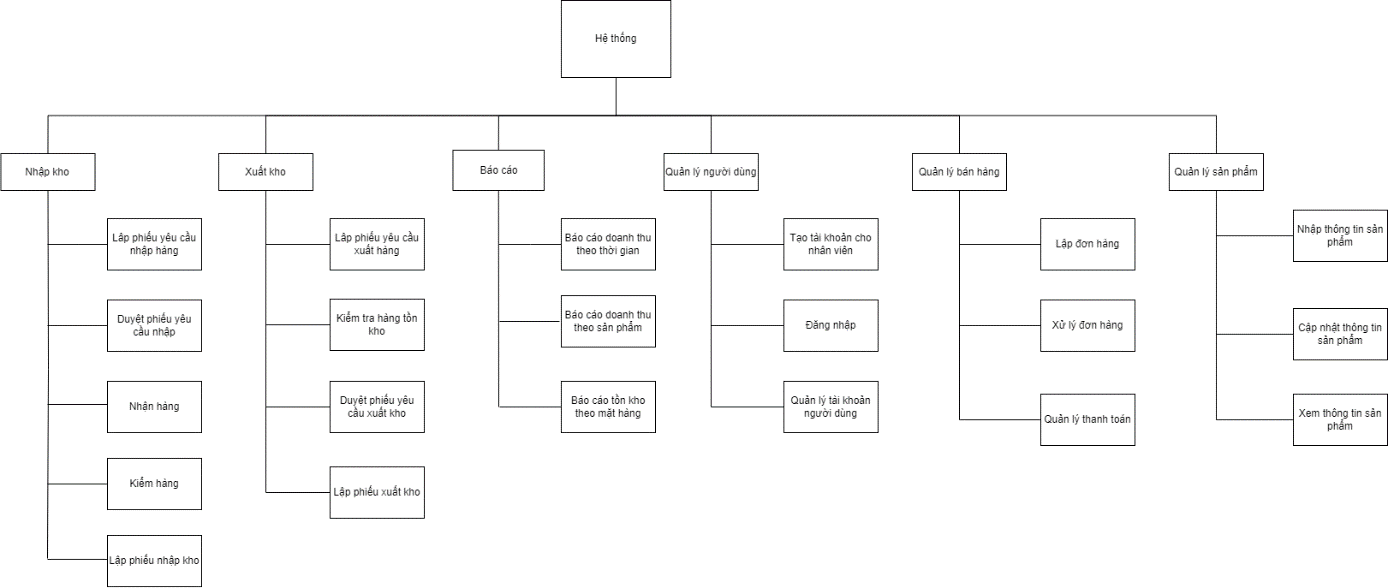 Hệ thống
Nhập kho
Xuất kho
Báo cáo
Quản lý người dùng
Quản lý bán hàng
Quản lý sản phẩm
Lâp phiếu yêu cầu
nhập hàng
Duyệt phiếu yêu
cầu nhập
Nhận hàng
Kiểm hàng
Lập phiếu nhập kho
Lâp phiếu yêu cầu
xuất hàng
Kiểm tra hàng tồn
kho
Duyệt phiếu yêu
cầu xuất kho
Lập phiếu xuất kho
Báo cáo doanh thu
theo thời gian
Báo cáo doanh thu
theo sản phẩm
Báo cáo tồn kho
theo mặt hàng
Tạo tài khoản cho
nhân viên
Đăng nhập
Quản lý tài khoản
người dùng
Lập đơn hàng
Xử lý đơn hàng
Quản lý thanh toán
Nhập thông tin sản
phẩm
Cập nhật thông tin
sản phẩm
Xem thông tin sản
phẩm